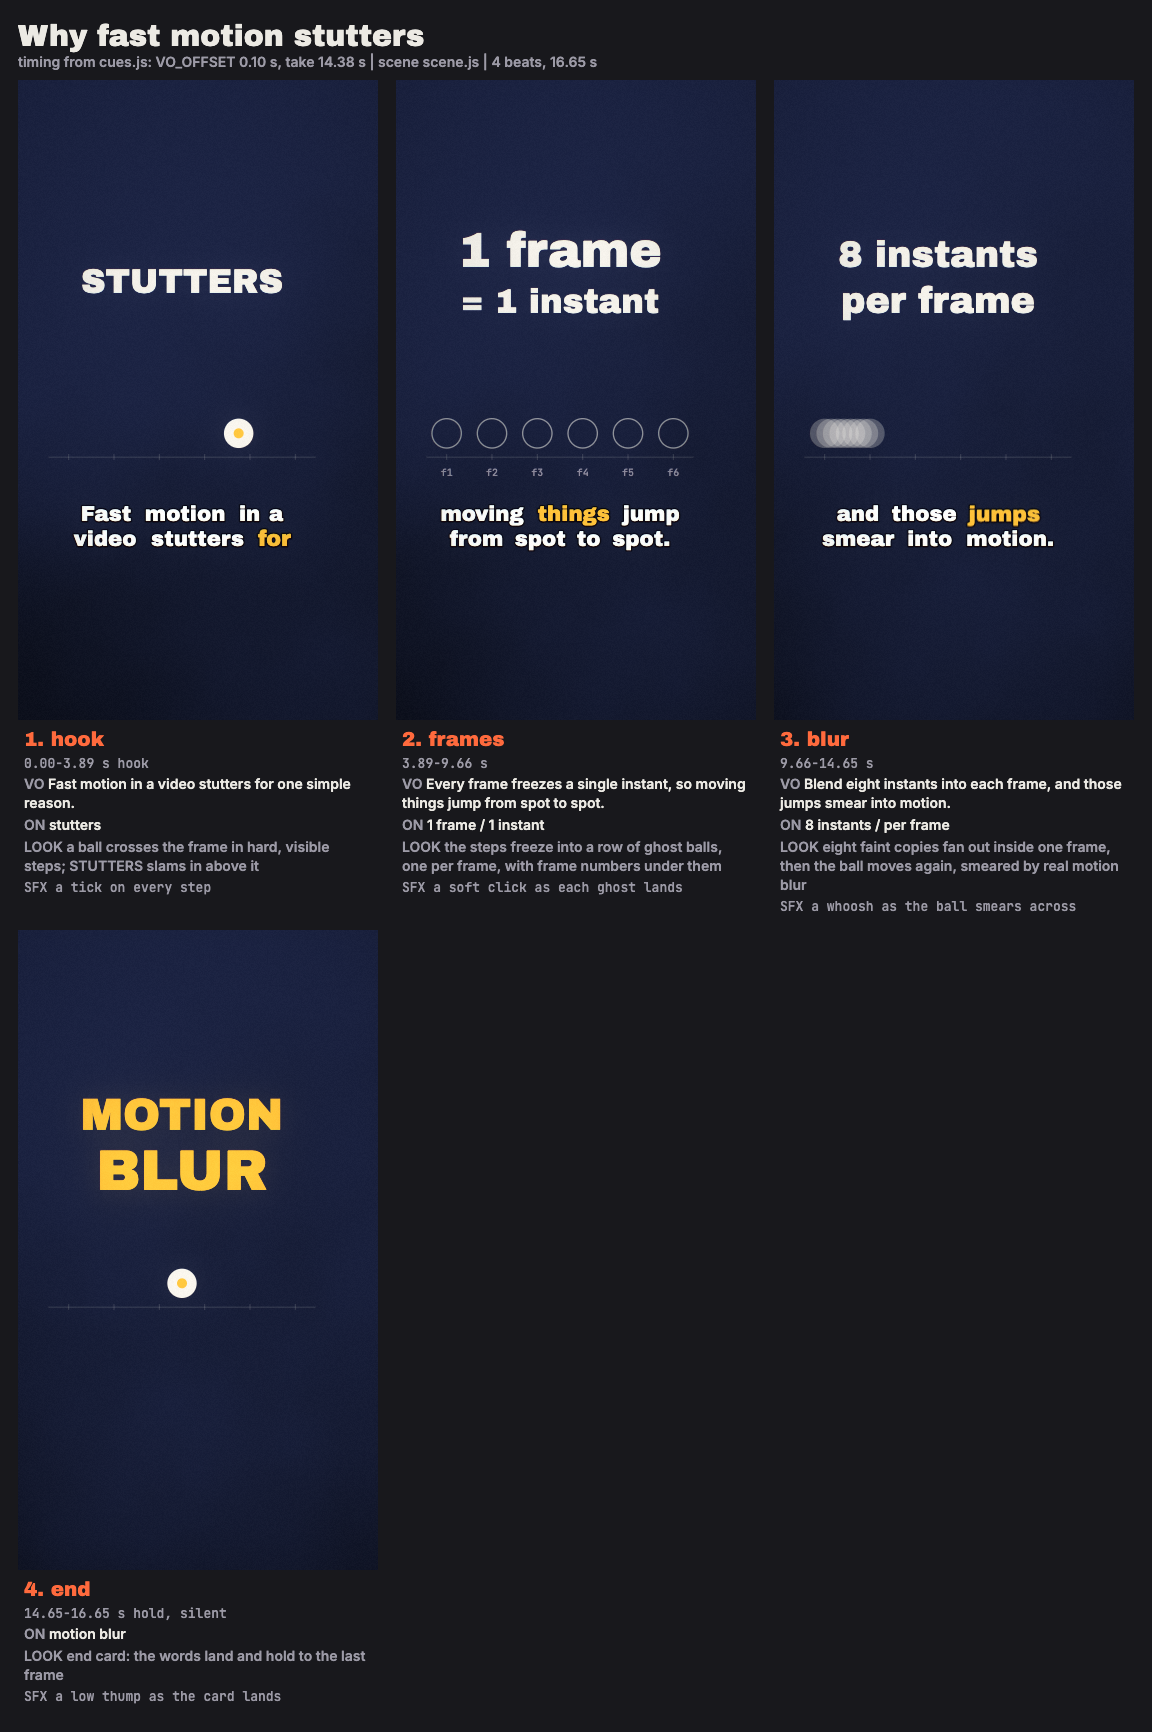 Why fast motion stutters
timing from cues.js: VO_OFFSET 0.10 s, take 14.38 s | scene scene.js | 4 beats, 16.65 s
STUTTERS
Fast motion in a
video stutters for
1. hook
0.00-3.89 s hook
VO Fast motion in a video stutters for one simple
reason.
ON stutters
LOOK a ball crosses the frame in hard, visible
steps; STUTTERS slams in above it
SFX a tick on every step
1 frame
= 1 instant
f1 f2 f3 f4 f5 f6
moving things jump
from spot to spot.
2. frames
3.89-9.66 s
VO Every frame freezes a single instant, so moving
things jump from spot to spot.
ON 1 frame / 1 instant
LOOK the steps freeze into a row of ghost balls,
one per frame, with frame numbers under them
SFX a soft click as each ghost lands
8 instants
per frame
and those jumps
smear into motion.
3. blur
9.66-14.65 s
VO Blend eight instants into each frame, and those
jumps smear into motion.
ON 8 instants / per frame
LOOK eight faint copies fan out inside one frame,
then the ball moves again, smeared by real motion
blur
SFX a whoosh as the ball smears across
MOTION
BLUR
4. end
14.65-16.65 s hold, silent
ON motion blur
LOOK end card: the words land and hold to the last
frame
SFX a low thump as the card lands